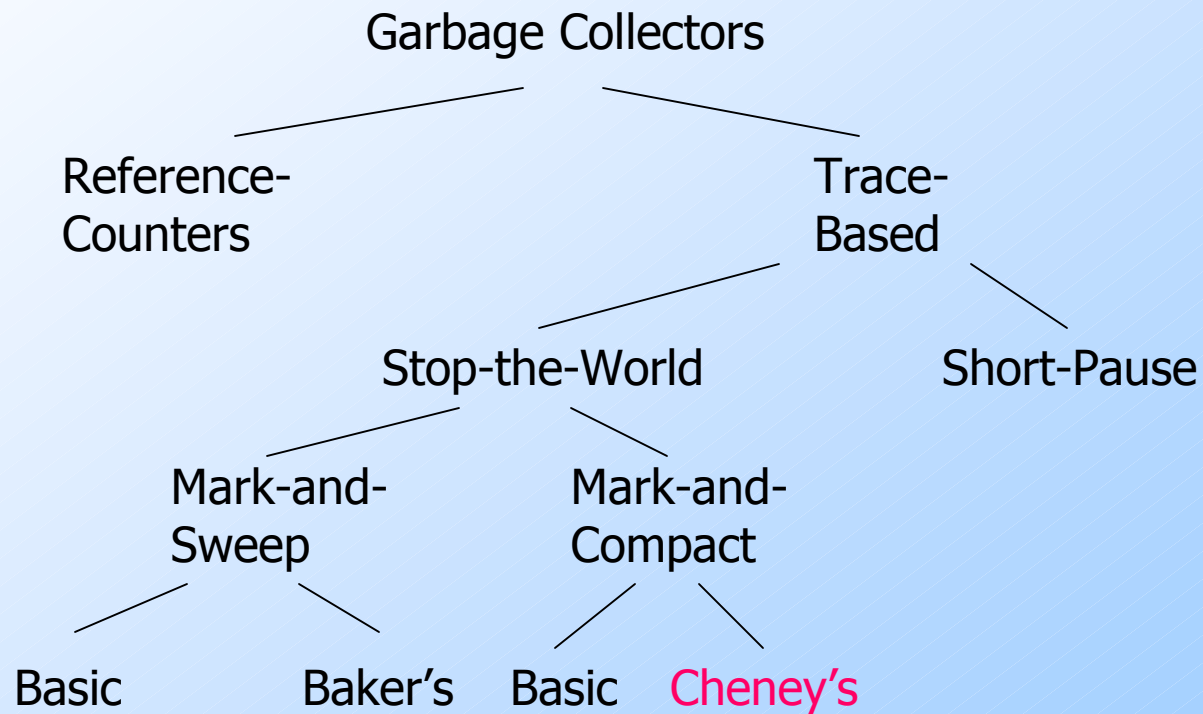 Garbage Collectors
Reference-
Counters
Trace-
Based
Stop-the-World
Short-Pause
Mark-and-
Sweep
Mark-and-
Compact
Basic
Baker’s
Basic
Cheney’s